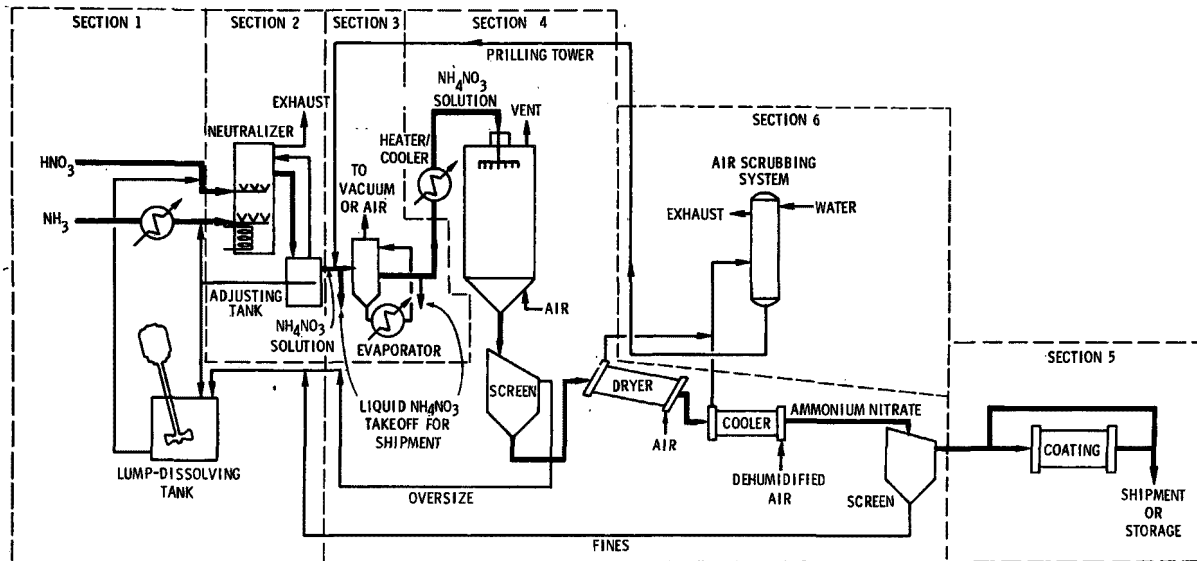 SECTION 1
SECTION 2
SECTION 3
SECTION 4
PRILLING TOWER
NH4NO3
SOLUTION
VENT
EXHAUST
NEUTRALIZER
HEATER/
COOLER
SECTION 6
HNO3
TO
VACUUM
OR AIR
AIR SCRUBBING
SYSTEM
EXHAUST
WATER
NH3
ADJUSTING
TANK
AIR
NH4NO3
SOLUTION
EVAPORATOR
SECTION 5
SCREEN
DRYER
LIQUID NH4NO3
TAKEOFF FOR
SHIPMENT
AIR
COOLER
AMMONIUM NITRATE
COATING
LUMP-DISSOLVING
TANK
OVERSIZE
DEHUMIDIFIED
AIR
SCREEN
SHIPMENT
OR
STORAGE
FINES